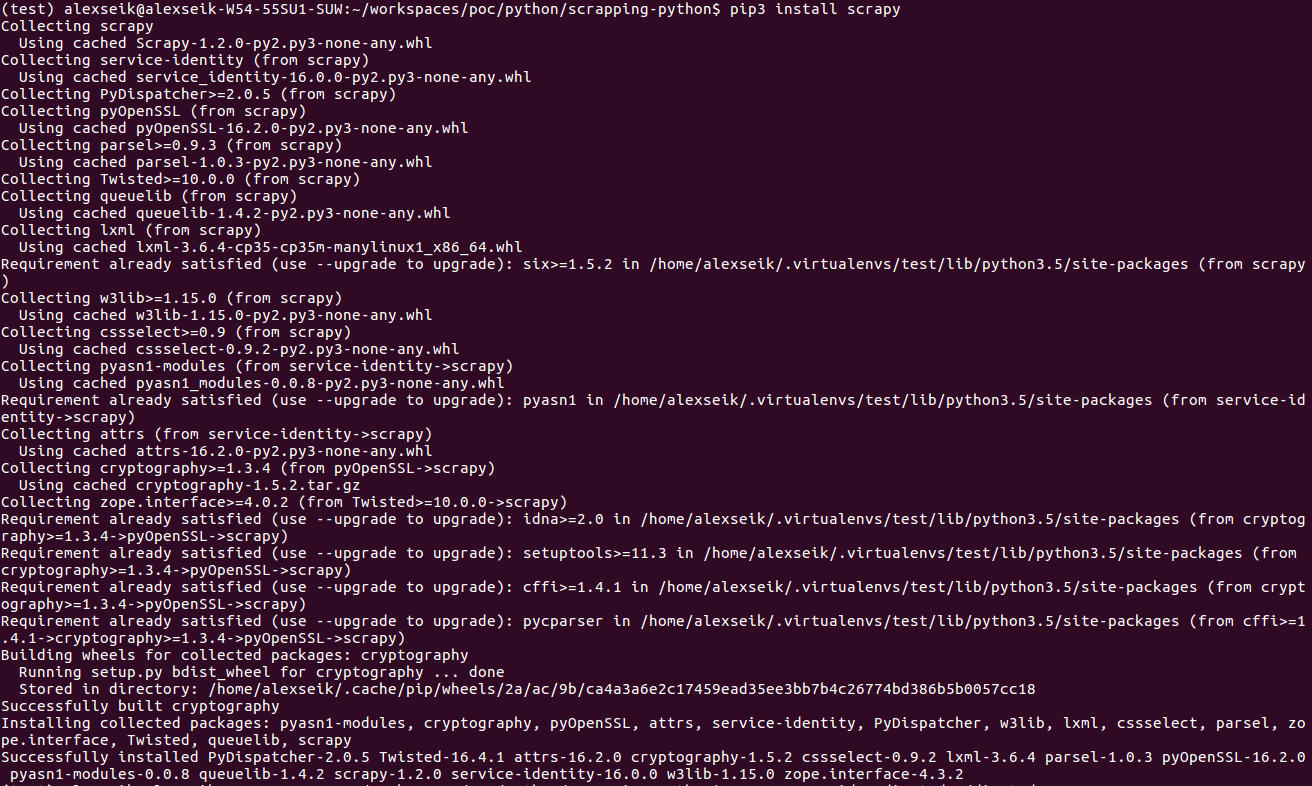 (test) alexseik@alexseik-W54-55SU1-SUW:~/workspaces/poc/python/scrapping-python$ pip3 install scrapy
Collecting scrapy
  Using cached Scrapy-1.2.0-py2.py3-none-any.whl
Collecting service-identity (from scrapy)
  Using cached service_identity-16.0.0-py2.py3-none-any.whl
Collecting PyDispatcher>=2.0.5 (from scrapy)
Collecting pyOpenSSL (from scrapy)
  Using cached pyOpenSSL-16.2.0-py2.py3-none-any.whl
Collecting parsel>=0.9.3 (from scrapy)
  Using cached parsel-1.0.3-py2.py3-none-any.whl
Collecting Twisted>=10.0.0 (from scrapy)
Collecting queuelib (from scrapy)
  Using cached queuelib-1.4.2-py2.py3-none-any.whl
Collecting lxml (from scrapy)
  Using cached lxml-3.6.4-cp35-cp35m-manylinux1_x86_64.whl
Requirement already satisfied (use --upgrade to upgrade): six>=1.5.2 in /home/alexseik/.virtualenvs/test/lib/python3.5/site-packages (from scrapy
)
Collecting w3lib>=1.15.0 (from scrapy)
  Using cached w3lib-1.15.0-py2.py3-none-any.whl
Collecting cssselect>=0.9 (from scrapy)
  Using cached cssselect-0.9.2-py2.py3-none-any.whl
Collecting pyasn1-modules (from service-identity->scrapy)
  Using cached pyasn1_modules-0.0.8-py2.py3-none-any.whl
Requirement already satisfied (use --upgrade to upgrade): pyasn1 in /home/alexseik/.virtualenvs/test/lib/python3.5/site-packages (from service-id
entity->scrapy)
Collecting attrs (from service-identity->scrapy)
  Using cached attrs-16.2.0-py2.py3-none-any.whl
Collecting cryptography>=1.3.4 (from pyOpenSSL->scrapy)
  Using cached cryptography-1.5.2.tar.gz
Collecting zope.interface>=4.0.2 (from Twisted>=10.0.0->scrapy)
Requirement already satisfied (use --upgrade to upgrade): idna>=2.0 in /home/alexseik/.virtualenvs/test/lib/python3.5/site-packages (from cryptog
raphy>=1.3.4->pyOpenSSL->scrapy)
Requirement already satisfied (use --upgrade to upgrade): setuptools>=11.3 in /home/alexseik/.virtualenvs/test/lib/python3.5/site-packages (from 
cryptography>=1.3.4->pyOpenSSL->scrapy)
Requirement already satisfied (use --upgrade to upgrade): cffi>=1.4.1 in /home/alexseik/.virtualenvs/test/lib/python3.5/site-packages (from crypt
ography>=1.3.4->pyOpenSSL->scrapy)
Requirement already satisfied (use --upgrade to upgrade): pycparser in /home/alexseik/.virtualenvs/test/lib/python3.5/site-packages (from cffi>=1
.4.1->cryptography>=1.3.4->pyOpenSSL->scrapy)
Building wheels for collected packages: cryptography
  Running setup.py bdist_wheel for cryptography ... done
  Stored in directory: /home/alexseik/.cache/pip/wheels/2a/ac/9b/ca4a3a6e2c17459ead35ee3bb7b4c26774bd386b5b0057cc18
Successfully built cryptography
Installing collected packages: pyasn1-modules, cryptography, pyOpenSSL, attrs, service-identity, PyDispatcher, w3lib, lxml, cssselect, parsel, zo
pe.interface, Twisted, queuelib, scrapy
Successfully installed PyDispatcher-2.0.5 Twisted-16.4.1 attrs-16.2.0 cryptography-1.5.2 cssselect-0.9.2 lxml-3.6.4 parsel-1.0.3 pyOpenSSL-16.2.0
 pyasn1-modules-0.0.8 queuelib-1.4.2 scrapy-1.2.0 service-identity-16.0.0 w3lib-1.15.0 zope.interface-4.3.2